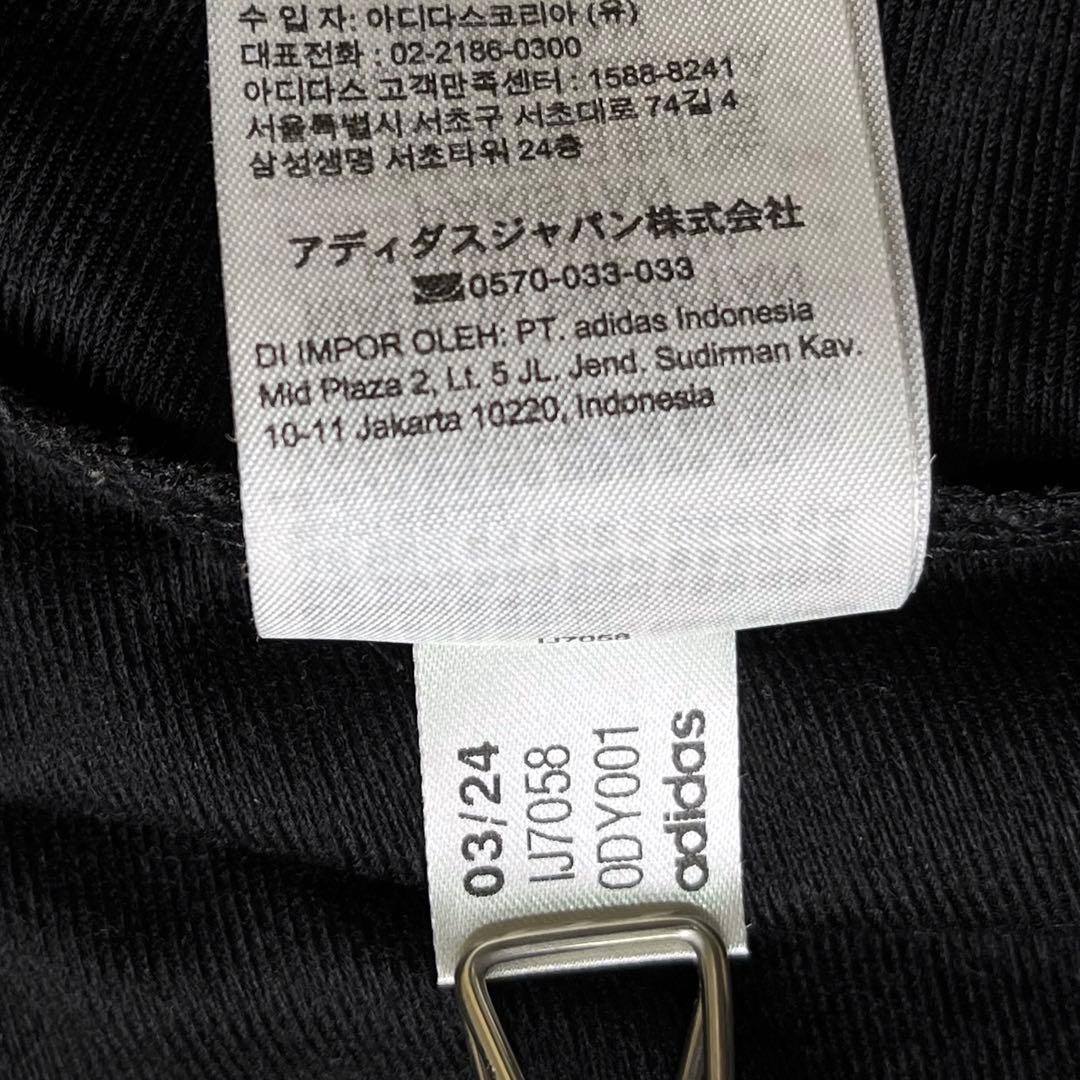 수 입 자: 아디다스코리아 (유)
대표전화 : 02-2186-0300
아디다스 고객만족센터 : 1588-8241
서울특별시 서초구 서초대로 74길 4
삼성생명 서초타워 24층
アディダスジャパン株式会社
0570-033-033
DI IMPOR OLEH: PT. adidas Indonesia
Mid Plaza 2, Lt. 5 JL. Jend. Sudirman Kav.
10-11 Jakarta 10220, Indonesia
IJ7058
03/24
IJ7058
0DY001
adidas